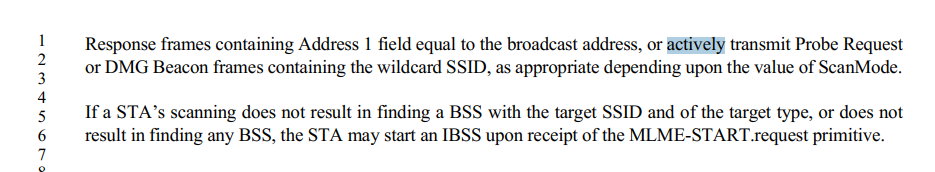 1 Response frames containing Address 1 field equal to the broadcast address, or actively transmit Probe Request
2 or DMG Beacon frames containing the wildcard SSID, as appropriate depending upon the value of ScanMode.
3
4
5 If a STA’s scanning does not result in finding a BSS with the target SSID and of the target type, or does not
6 result in finding any BSS, the STA may start an IBSS upon receipt of the MLME-START.request primitive.
7